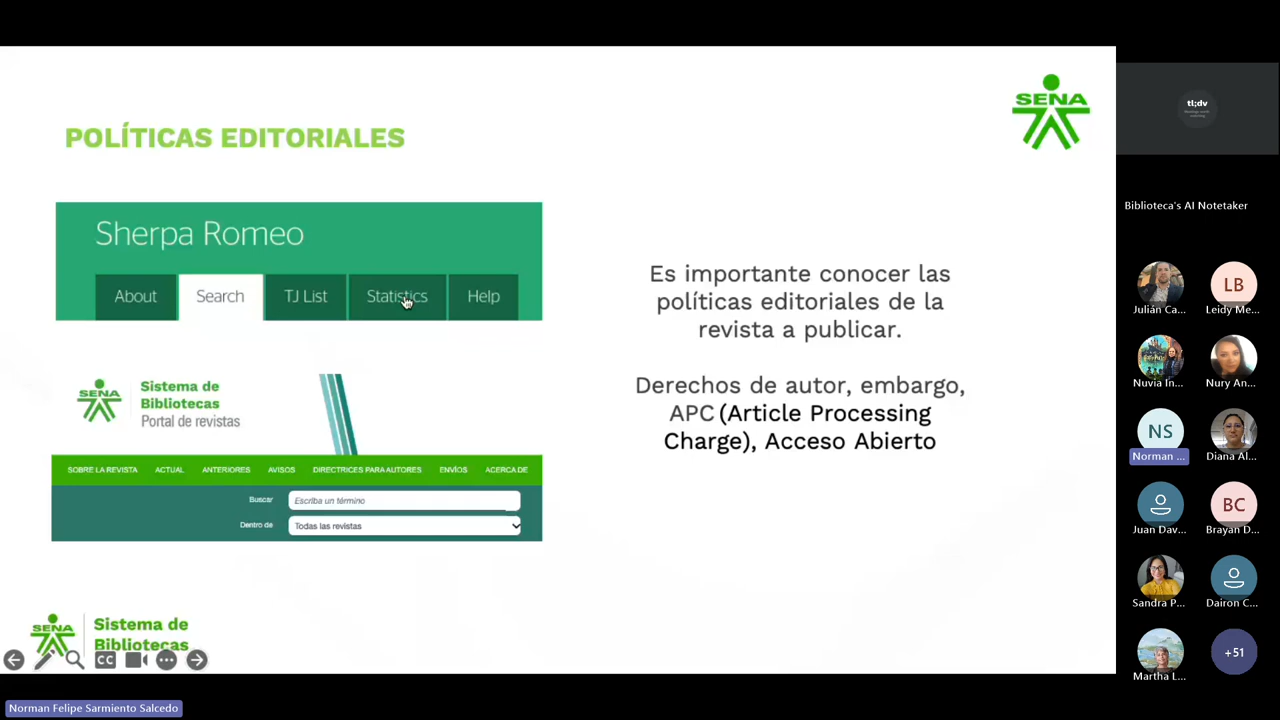 POLÍTICAS EDITORIALES
SENA
Sherpa Romeo
About Search TJ List Statistics Help
Es importante conocer las
políticas editoriales de la
revista a publicar.
Derechos de autor, embargo,
APC (Article Processing
Charge), Acceso Abierto
SENA
Sistema de
Bibliotecas
Portal de revistas
SOBRE LA REVISTA ACTUAL ANTERIORES AVISOS DIRECTRICES PARA AUTORES ENVÍOS ACERCA DE
Buscar Escriba un término
Dentro de Todas las revistas
SENA
Sistema de
Bibliotecas
CC
tl;dv
Biblioteca's AI Notetaker
Julián Ca...
LB
Leidy Me...
Nuvia In...
Nury An...
NS
Norman ...
Diana Al...
Juan Dav...
BC
Brayan D...
Sandra P...
Dairon C...
Martha L...
+51
Norman Felipe Sarmiento Salcedo